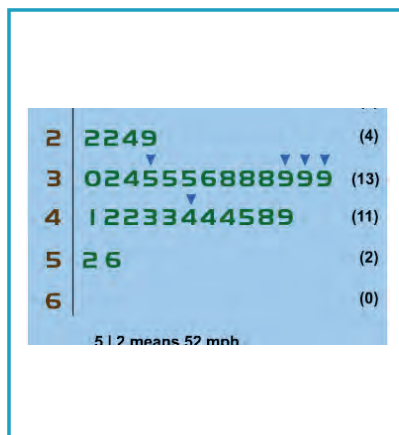 2 | 2249 (4)
3 | 0245556888999 (13)
4 | 12233444589 (11)
5 | 26 (2)
6 | (0)
5 | 2 means 52 mph